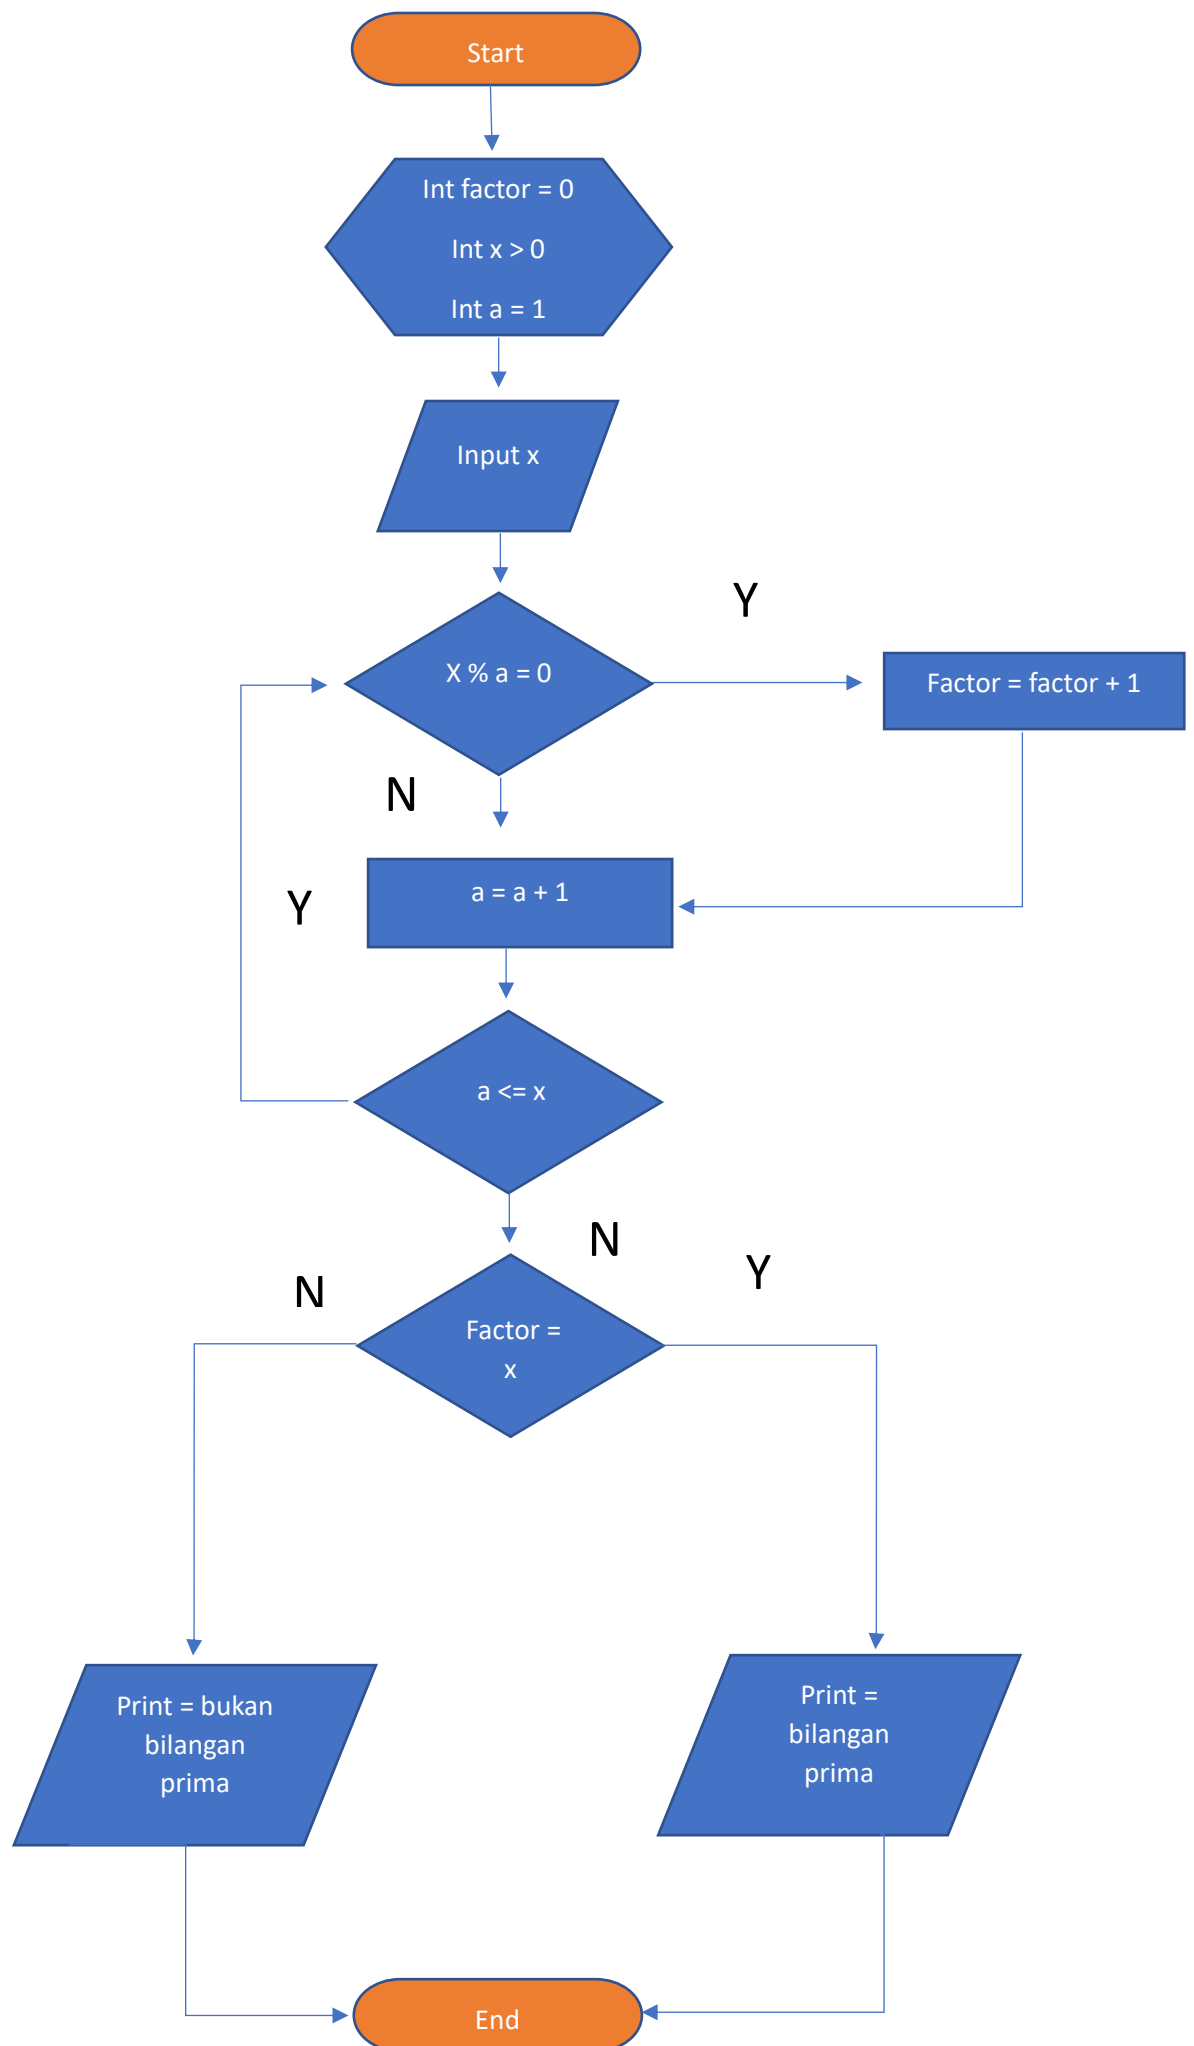 Start
Int factor = 0
Int x > 0
Int a = 1
Input x
Y
X % a = 0
Factor = factor + 1
N
Y
a = a + 1
a <= x
N
Y
N
Factor =
x
Print = bukan
bilangan
prima
Print =
bilangan
prima
End